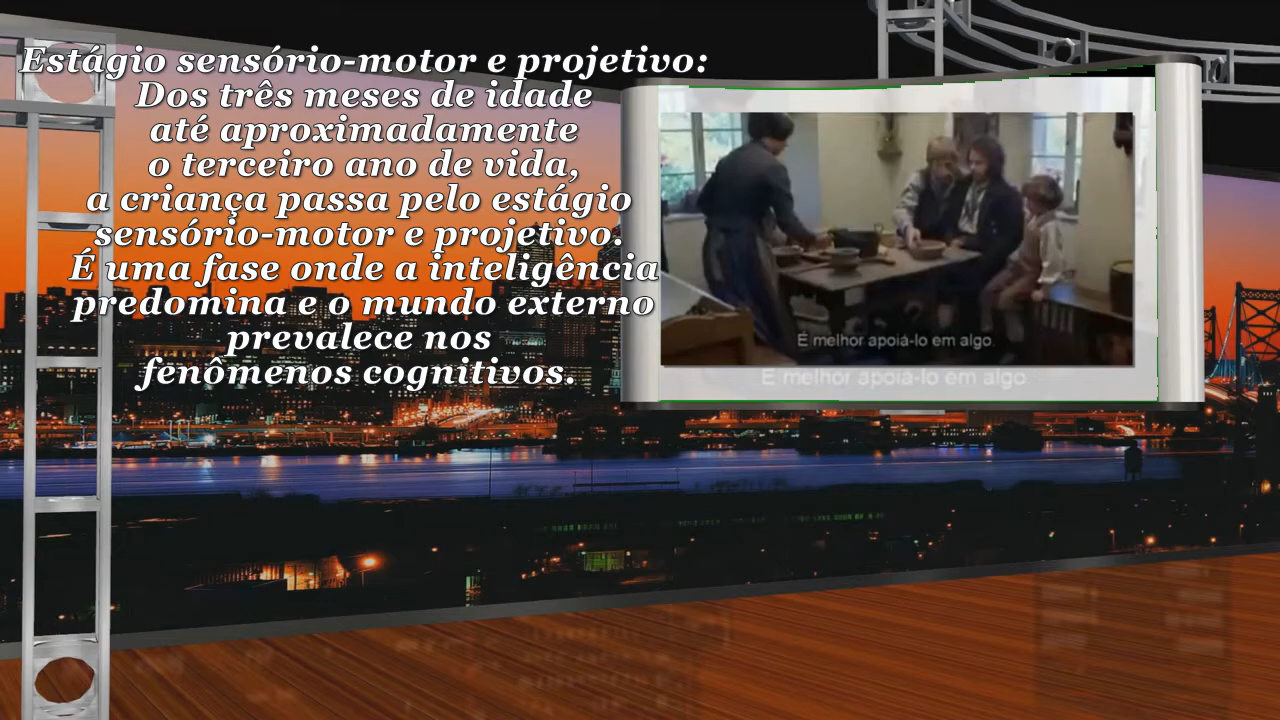 Estágio sensório-motor e projetivo:
Dos três meses de idade
até aproximadamente
o terceiro ano de vida,
a criança passa pelo estágio
sensório-motor e projetivo.
É uma fase onde a inteligência
predomina e o mundo externo
prevalece nos
fenômenos cognitivos.
É melhor apoiá-lo em algo.
É melhor apoiá-lo em algo